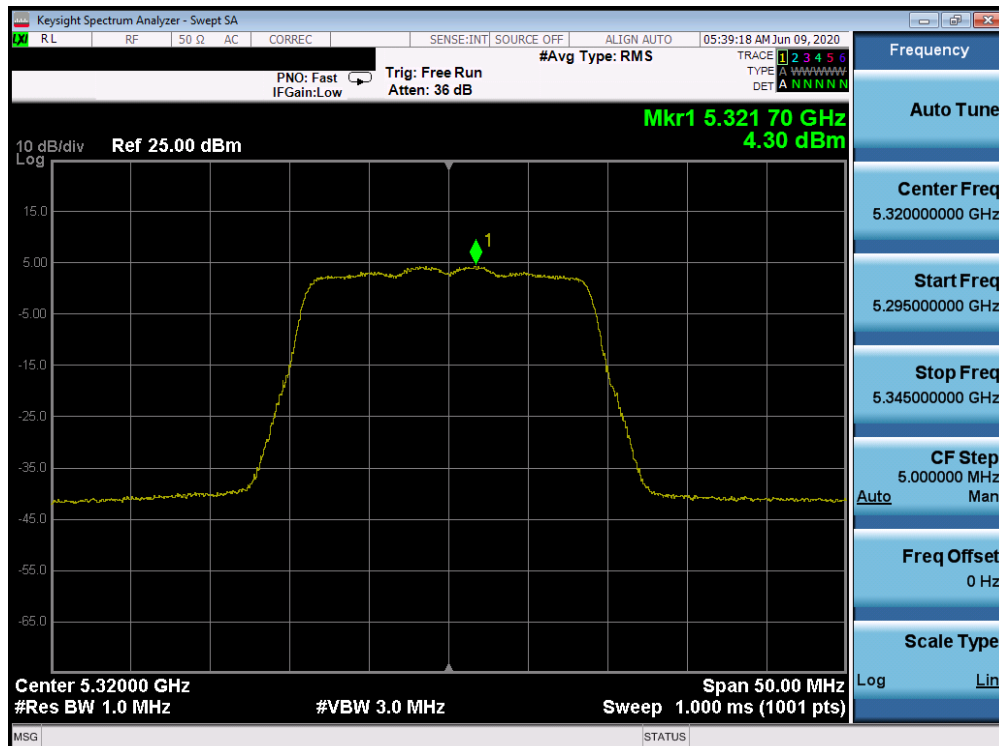 Keysight Spectrum Analyzer - Swept SA
LXI RL RF 50 Ω AC CORREC SENSE:INT SOURCE OFF ALIGN AUTO 05:39:18 AM Jun 09, 2020
#Avg Type: RMS
TRACE 1 2 3 4 5 6
PNO: Fast
Trig: Free Run
TYPE A WWWWW
IFGain:Low
Atten: 36 dB
DET A N N N N N
Mkr1 5.321 70 GHz
4.30 dBm
10 dB/div
Ref 25.00 dBm
Log
15.0
5.00
-5.00
-15.0
-25.0
-35.0
-45.0
-55.0
-65.0
1
Center 5.32000 GHz
Span 50.00 MHz
#Res BW 1.0 MHz
#VBW 3.0 MHz
Sweep 1.000 ms (1001 pts)
MSG
STATUS
Frequency
Auto Tune
Center Freq
5.320000000 GHz
Start Freq
5.295000000 GHz
Stop Freq
5.345000000 GHz
CF Step
5.000000 MHz
Auto Man
Freq Offset
0 Hz
Scale Type
Log Lin